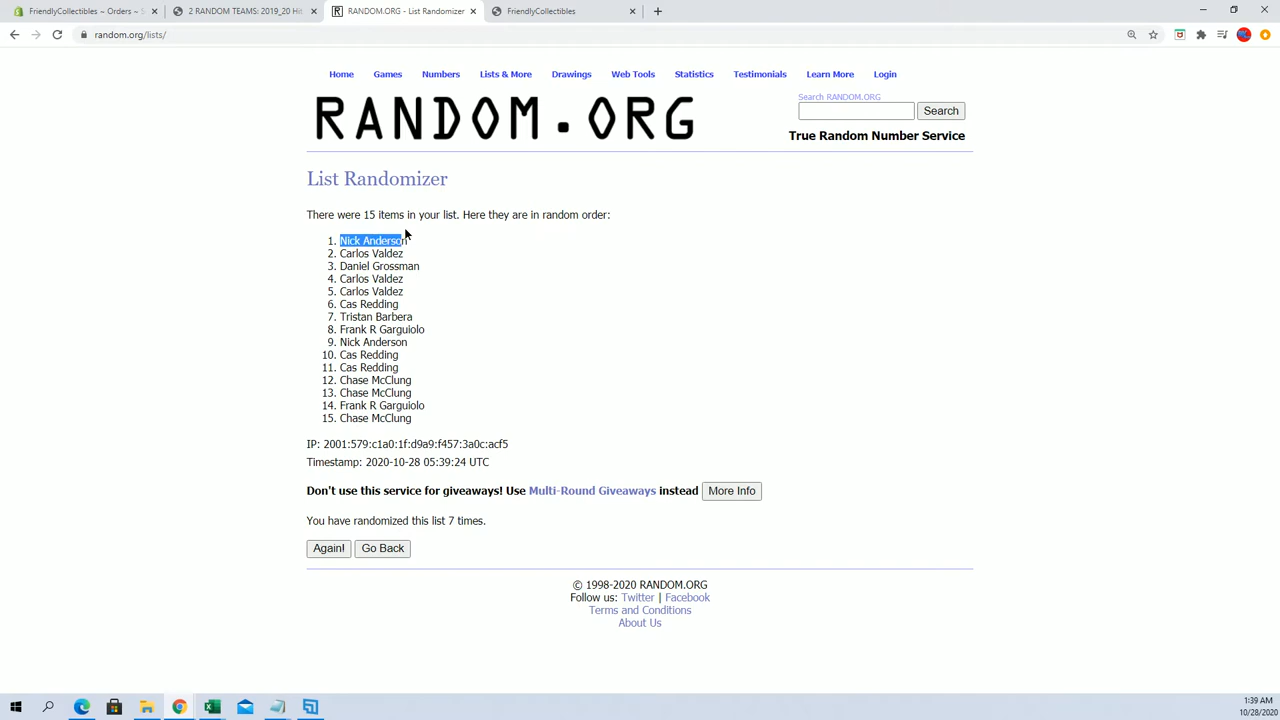 FriendlyCollectibles ~ Orders ~ S
2 RANDOM TEAMS 2019_20 Hi
RANDOM.ORG - List Randomizer
FriendlyCollectibles
random.org/lists/
Home Games Numbers Lists & More Drawings Web Tools Statistics Testimonials Learn More Login
RANDOM.ORG
Search RANDOM.ORG
Search
True Random Number Service
List Randomizer
There were 15 items in your list. Here they are in random order:
1. Nick Anderson
2. Carlos Valdez
3. Daniel Grossman
4. Carlos Valdez
5. Carlos Valdez
6. Cas Redding
7. Tristan Barbera
8. Frank R Garguiolo
9. Nick Anderson
10. Cas Redding
11. Cas Redding
12. Chase McClung
13. Chase McClung
14. Frank R Garguiolo
15. Chase McClung
IP: 2001:579:c1a0:1f:d9a9:f457:3a0c:acf5
Timestamp: 2020-10-28 05:39:24 UTC
Don't use this service for giveaways! Use Multi-Round Giveaways instead More Info
You have randomized this list 7 times.
Again! Go Back
© 1998-2020 RANDOM.ORG
Follow us: Twitter | Facebook
Terms and Conditions
About Us
1:39 AM
10/28/2020